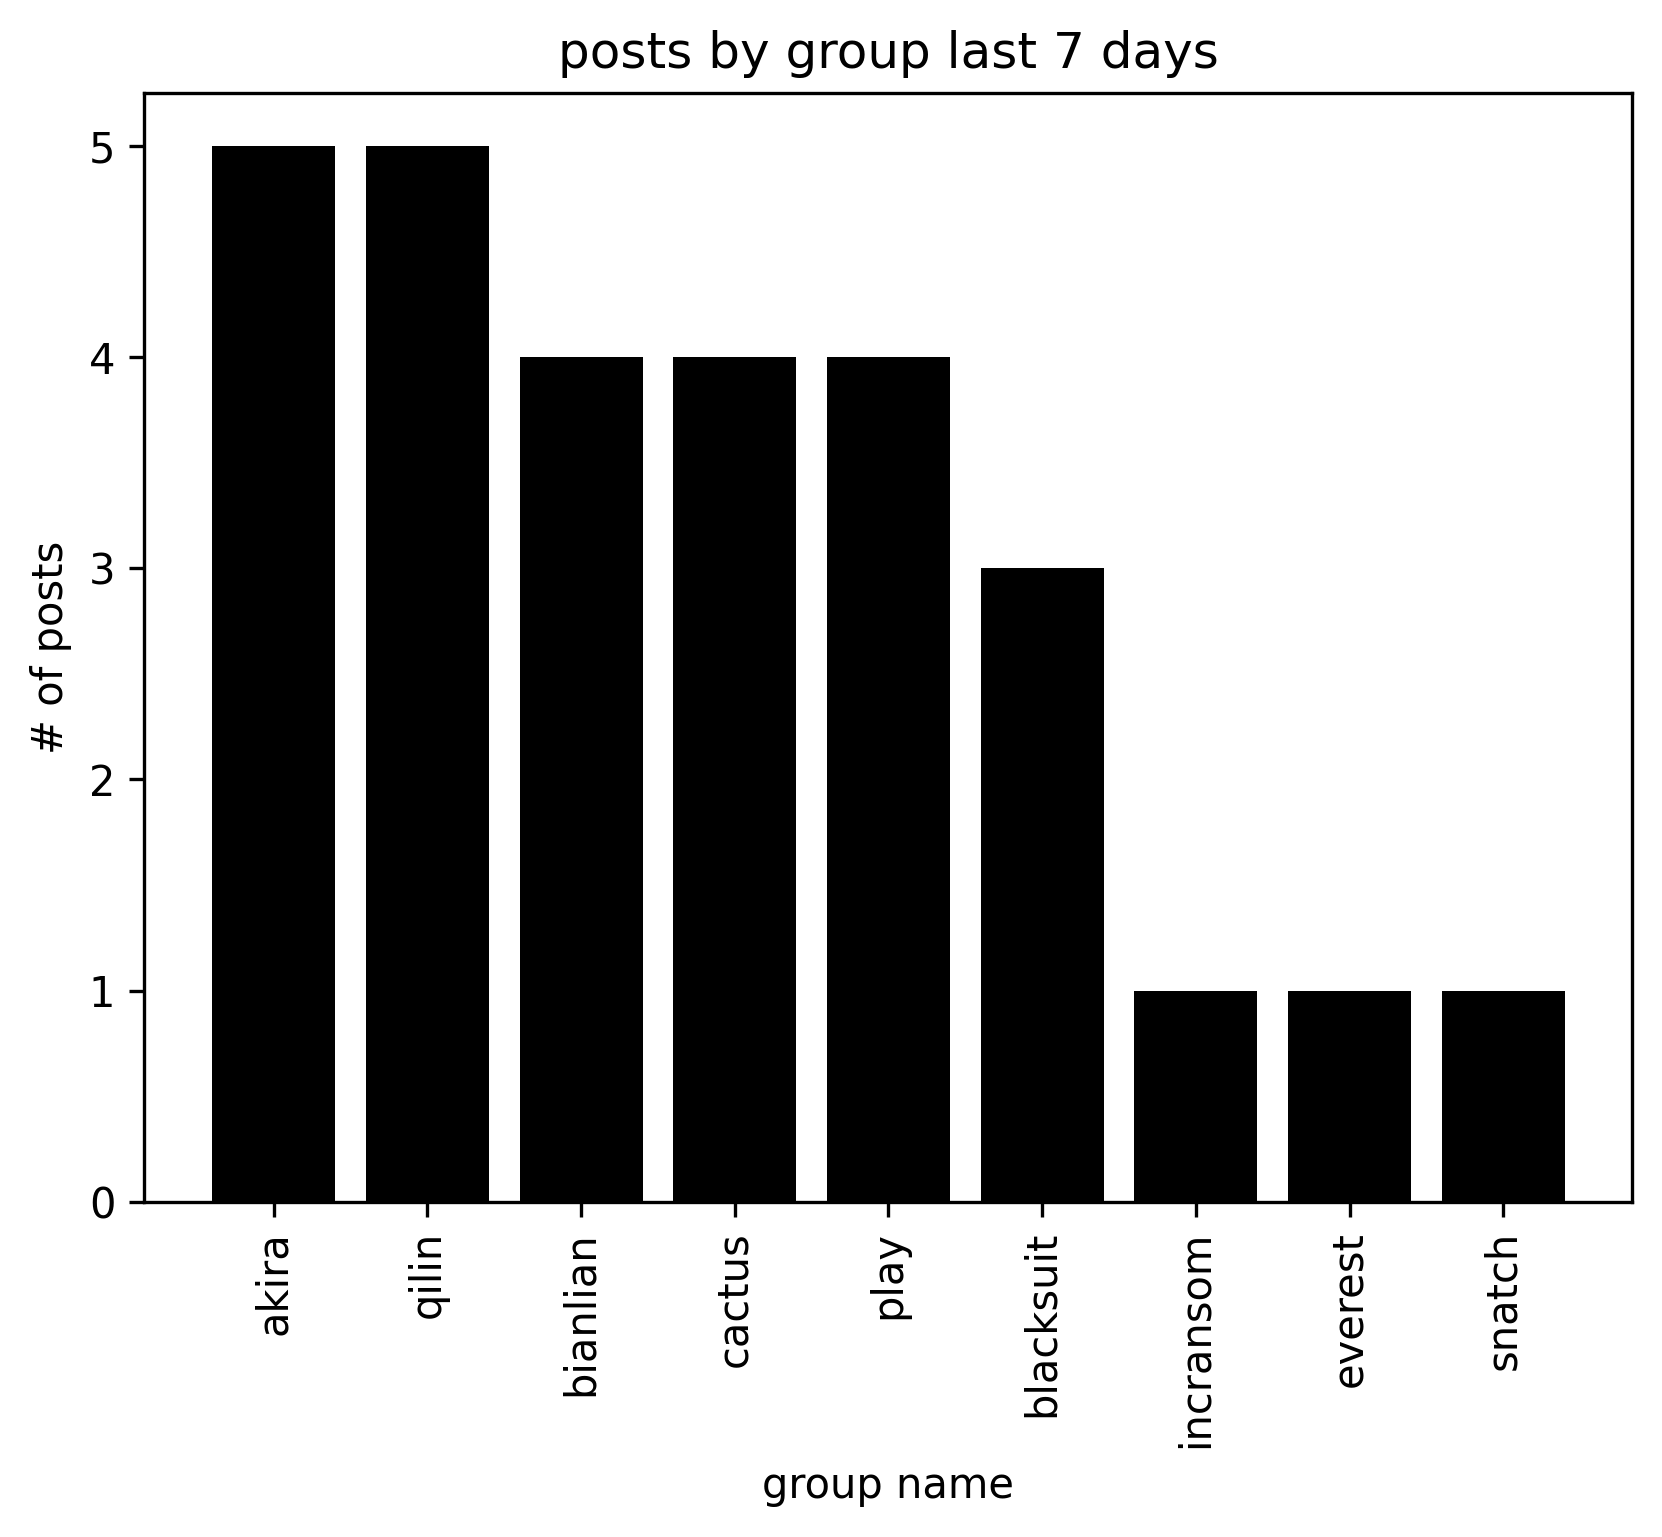 posts by group last 7 days
5
4
3
2
1
0
# of posts
akira
qilin
bianlian
cactus
play
blacksuit
incransom
everest
snatch
group name